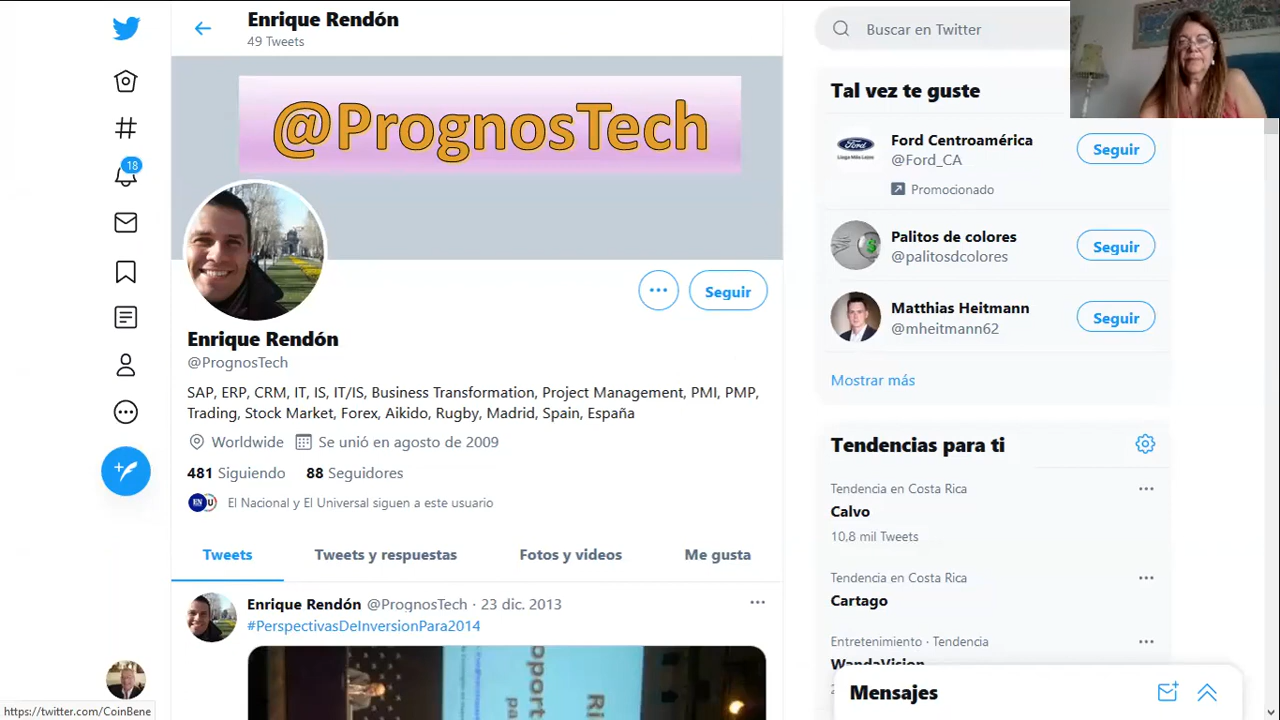 Enrique Rendón
49 Tweets
@PrognosTech
18
Enrique Rendón
@PrognosTech
Seguir
SAP, ERP, CRM, IT, IS, IT/IS, Business Transformation, Project Management, PMI, PMP,
Trading, Stock Market, Forex, Aikido, Rugby, Madrid, Spain, España
Worldwide Se unió en agosto de 2009
481 Siguiendo 88 Seguidores
El Nacional y El Universal siguen a este usuario
Tweets Tweets y respuestas Fotos y videos Me gusta
Enrique Rendón @PrognosTech · 23 dic. 2013
#PerspectivasDeInversionPara2014
Buscar en Twitter
Tal vez te guste
Ford Centroamérica
@Ford_CA
Seguir
Promocionado
Palitos de colores
@palitosdcolores
Seguir
Matthias Heitmann
@mheitmann62
Seguir
Mostrar más
Tendencias para ti
Tendencia en Costa Rica
Calvo
10,8 mil Tweets
Tendencia en Costa Rica
Cartago
Entretenimiento · Tendencia
WandaVision
Mensajes
https://twitter.com/CoinBene